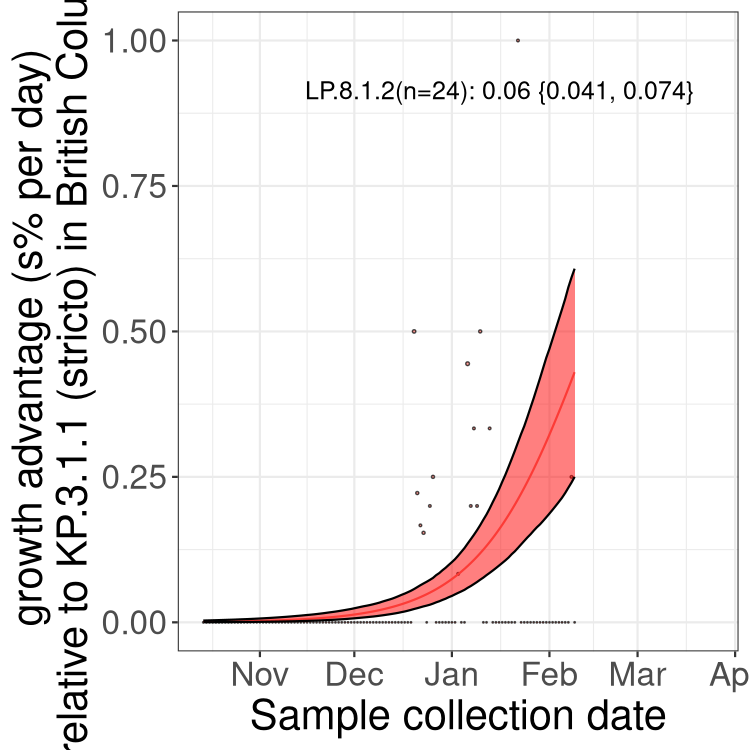 growth advantage (s% per day)
relative to KP.3.1.1 (stricto) in British Colu
1.00
0.75
0.50
0.25
0.00
LP.8.1.2(n=24): 0.06 {0.041, 0.074}
Nov Dec Jan Feb Mar Ap
Sample collection date